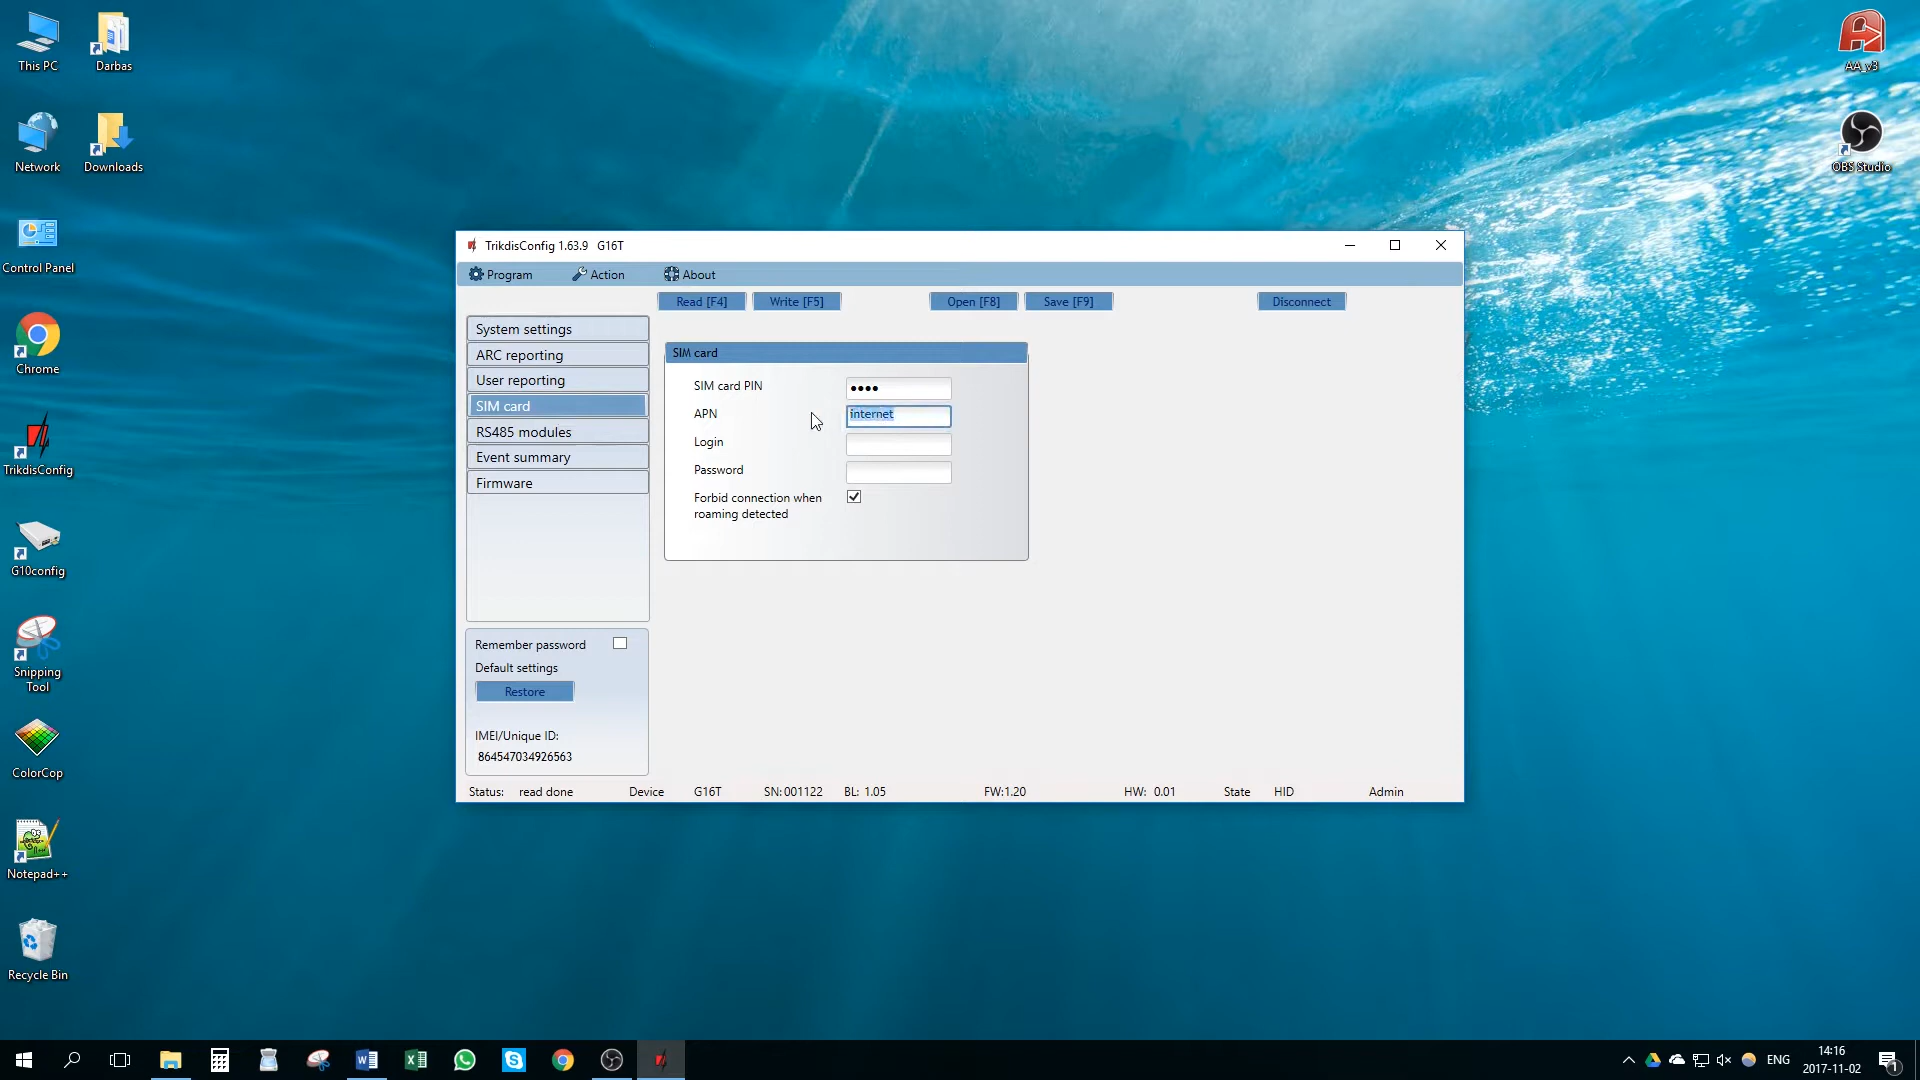 This PC
Darbas
Network
Downloads
Control Panel
Chrome
TrikdisConfig
G10config
Snipping
Tool
ColorCop
Notepad++
Recycle Bin
AA_v3
OBS Studio
TrikdisConfig 1.63.9 G16T
Program
Action
About
Read [F4]
Write [F5]
Open [F8]
Save [F9]
Disconnect
System settings
ARC reporting
User reporting
SIM card
RS485 modules
Event summary
Firmware
SIM card
SIM card PIN ●●●●
APN internet
Login
Password
Forbid connection when
roaming detected
Remember password
Default settings
Restore
IMEI/Unique ID:
864547034926563
Status: read done Device G16T SN:001122 BL: 1.05 FW:1.20 HW: 0.01 State HID Admin
ENG
14:16
2017-11-02
1